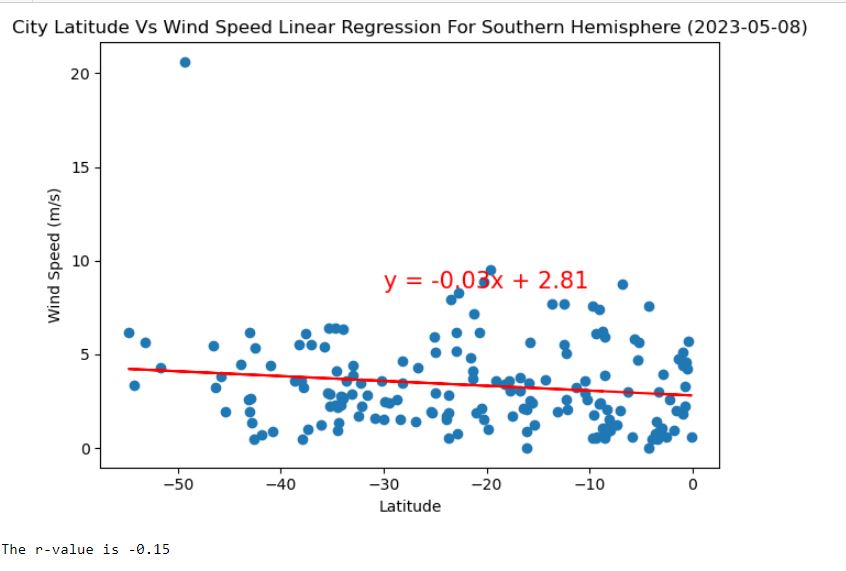 City Latitude Vs Wind Speed Linear Regression For Southern Hemisphere (2023-05-08)
20
15
10
5
0
Wind Speed (m/s)
y = -0.03x + 2.81
−50 −40 −30 −20 −10 0
Latitude
The r-value is -0.15